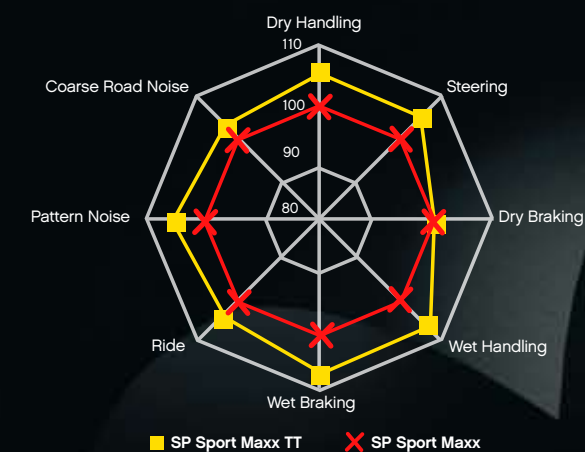 Dry Handling
110
Coarse Road Noise
Steering
100
90
80
Pattern Noise
Dry Braking
Ride
Wet Handling
Wet Braking
SP Sport Maxx TT
SP Sport Maxx